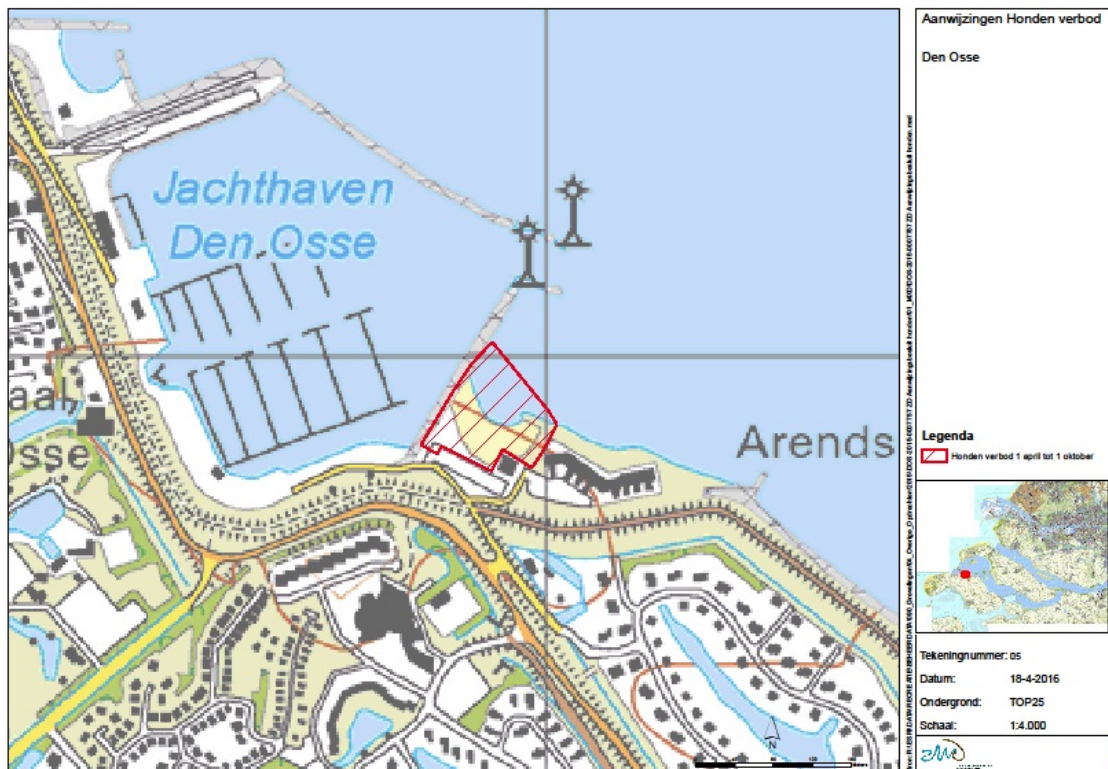 Aanwijzingen Honden verbod
Den Osse
Jachthaven
Den Osse
Arends
aal,
Osse
Legenda
Honden verbod 1 april tot 1 oktober
Tekeningnummer: 05
Datum: 18-4-2016
Ondergrond: TOP25
Schaal: 1:4.000
N